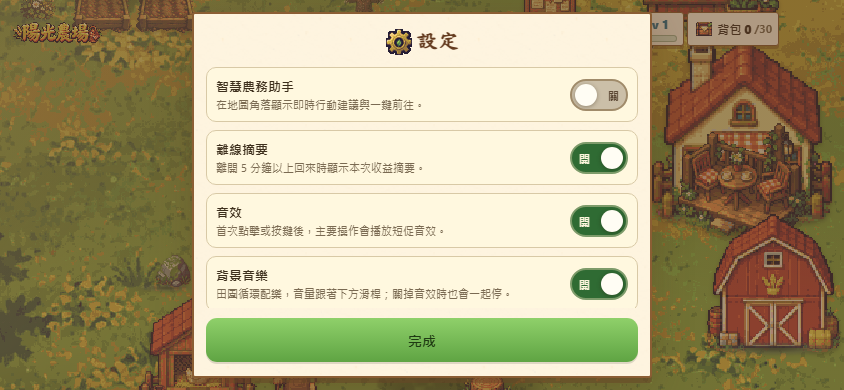 陽光農場
設定
v 1
背包 0 /30
智慧農務助手
在地圖角落顯示即時行動建議與一鍵前往。
關
離線摘要
離開 5 分鐘以上回來時顯示本次收益摘要。
開
音效
首次點擊或按鍵後，主要操作會播放短促音效。
開
背景音樂
田園循環配樂，音量跟著下方滑桿；關掉音效時也會一起停。
開
完成